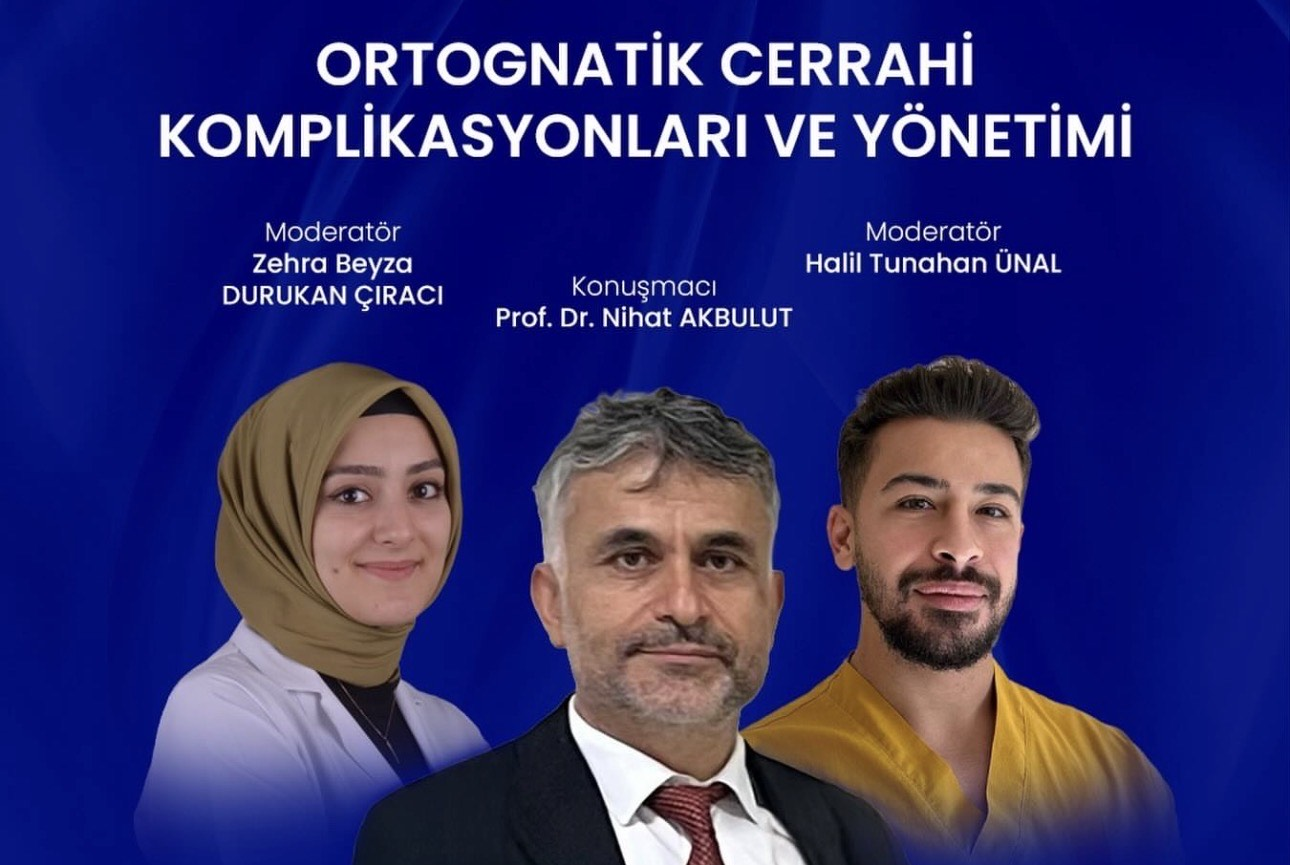 ORTOGNATİK CERRAHİ
KOMPLİKASYONLARI VE YÖNETİMİ
Moderatör
Zehra Beyza
DURUKAN ÇIRACI
Konuşmacı
Prof. Dr. Nihat AKBULUT
Moderatör
Halil Tunahan ÜNAL